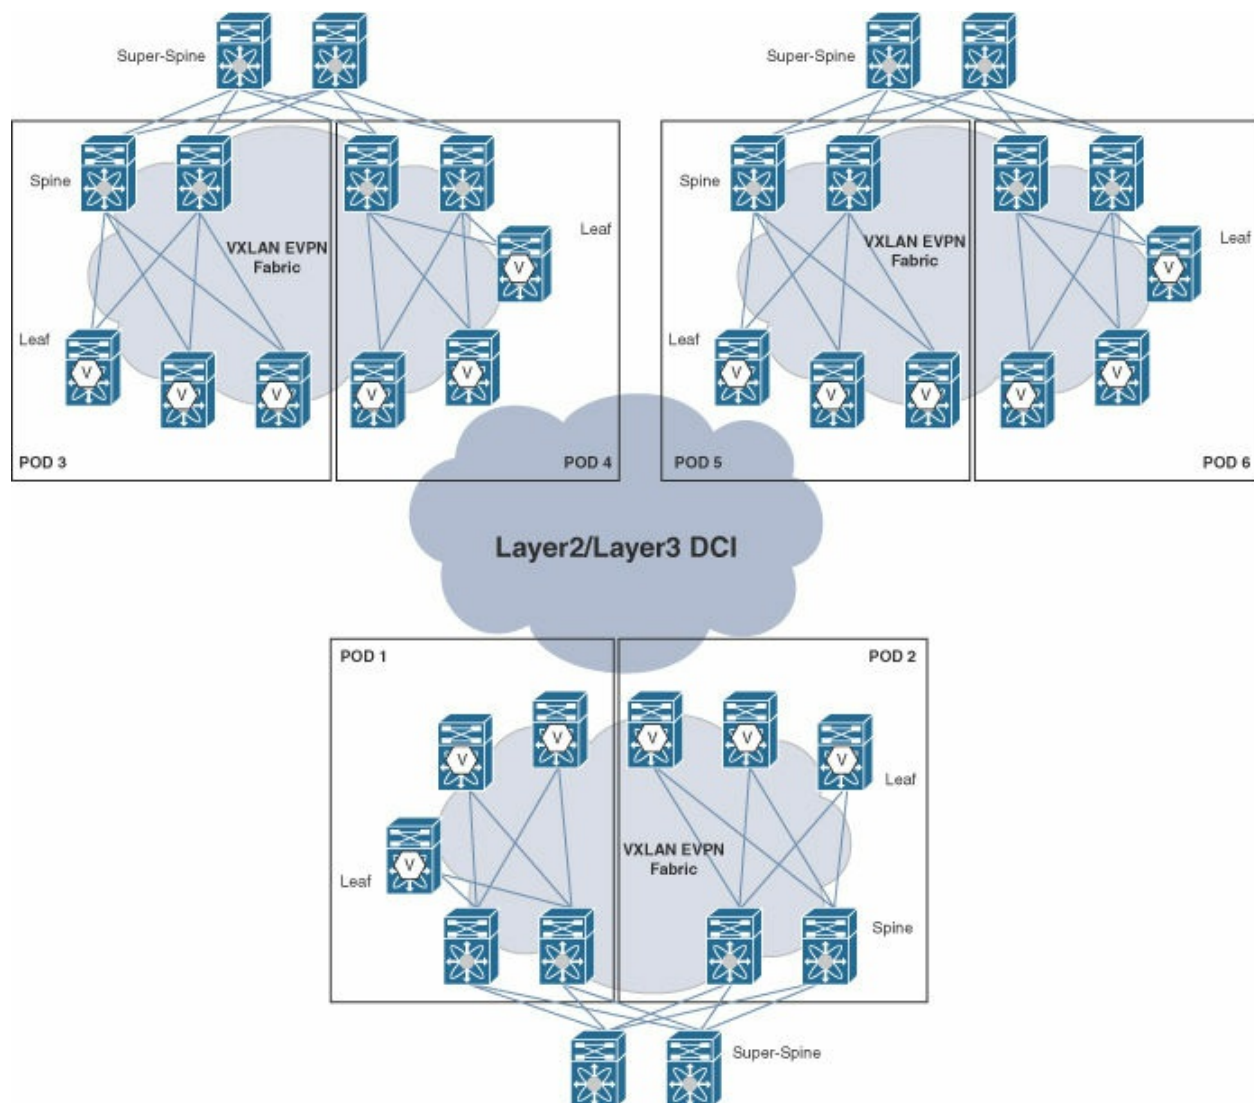 Super-Spine
Super-Spine
Spine
Leaf
Spine
Leaf
VXLAN EVPN
Fabric
VXLAN EVPN
Fabric
Leaf
Leaf
V
V
V
V
V
V
V
V
V
V
V
V
POD 3
POD 4
POD 5
POD 6
Layer2/Layer3 DCI
POD 1
POD 2
V
V
V
V
V
Leaf
V
Leaf
VXLAN EVPN
Fabric
Spine
Super-Spine